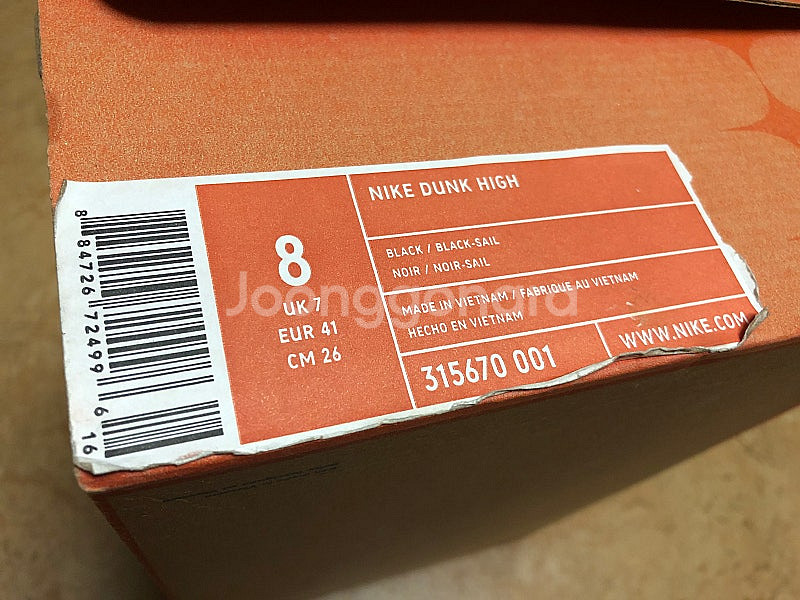 8 84726 72499 6 16
8
UK 7
EUR 41
CM 26
NIKE DUNK HIGH
BLACK / BLACK-SAIL
NOIR / NOIR-SAIL
MADE IN VIETNAM / FABRIQUE AU VIETNAM
HECHO EN VIETNAM
315670 001
WWW.NIKE.COM
Joonggonara